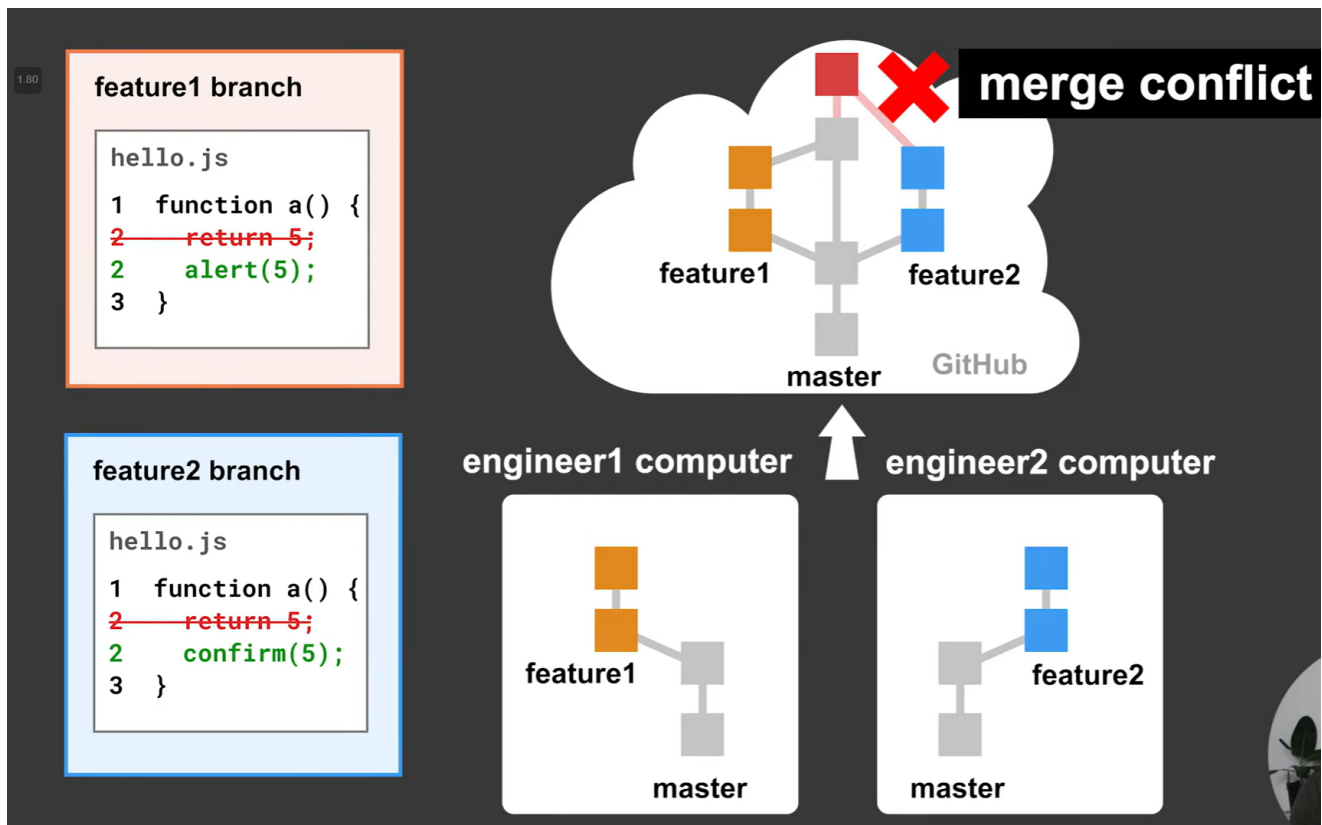 1.80
feature1 branch
hello.js
1 function a() {
2 return 5;
2 alert(5);
3 }
feature2 branch
hello.js
1 function a() {
2 return 5;
2 confirm(5);
3 }
merge conflict
feature1
feature2
master
GitHub
engineer1 computer
engineer2 computer
feature1
master
feature2
master